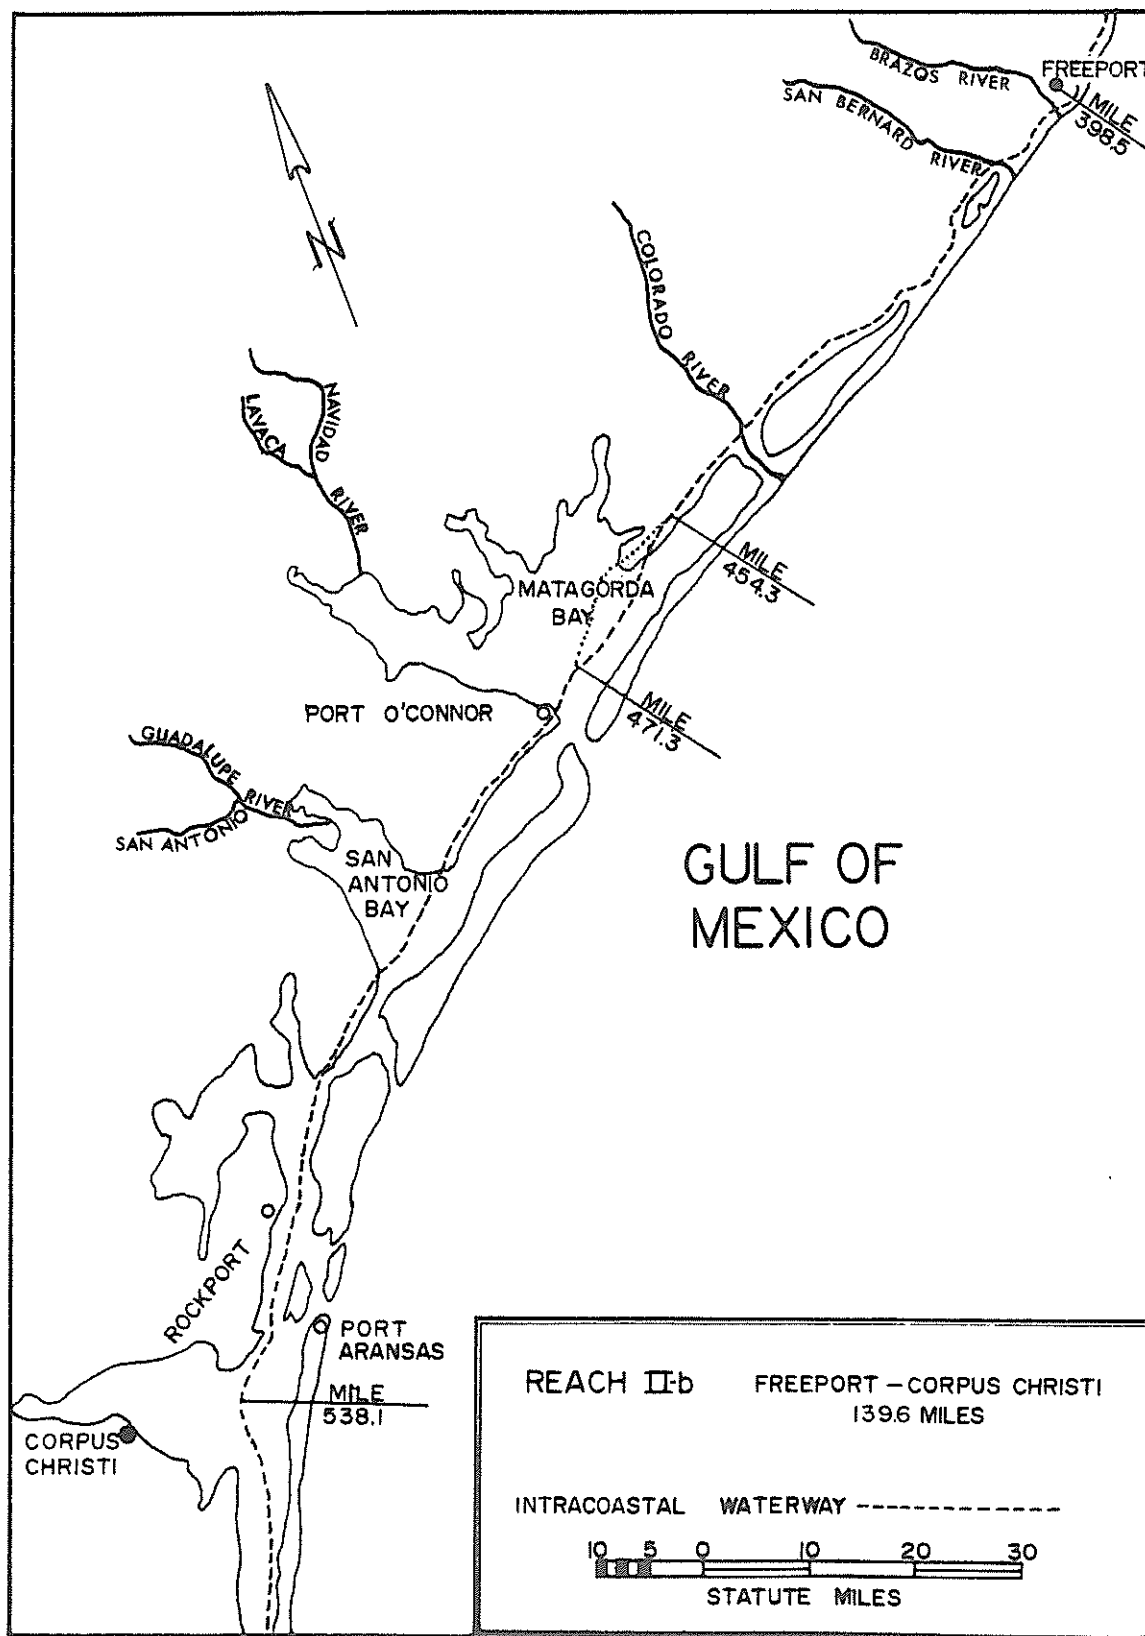 BRAZOS RIVER
FREEPORT
MILE
398.5
SAN BERNARD RIVER
N
COLORADO RIVER
NAVIDAD
LAVACA
RIVER
MATAGORDA
BAY
MILE
454.3
PORT O'CONNOR
MILE
471.3
GUADALUPE RIVER
SAN ANTONIO
SAN
ANTONIO
BAY
GULF OF
MEXICO
ROCKPORT
PORT
ARANSAS
MILE
538.1
CORPUS
CHRISTI
REACH II-b
FREEPORT – CORPUS CHRISTI
139.6 MILES
INTRACOASTAL WATERWAY
10 5 0 10 20 30
STATUTE MILES